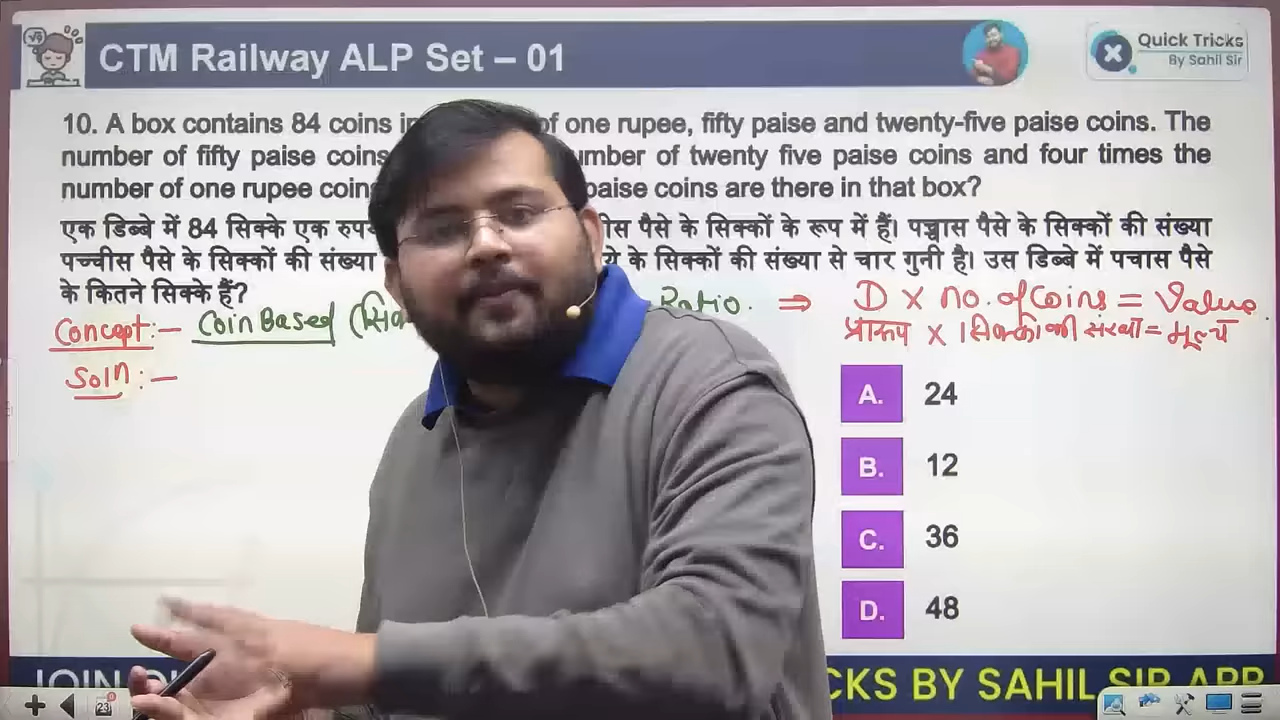 CTM Railway ALP Set – 01
Quick Tricks
By Sahil Sir
10. A box contains 84 coins in of one rupee, fifty paise and twenty-five paise coins. The
number of fifty paise coins number of twenty five paise coins and four times the
number of one rupee coins paise coins are there in that box?
एक डिब्बे में 84 सिक्के एक पैसे के सिक्कों के रूप में हैं। पच्चास पैसे के सिक्कों की संख्या
पच्चीस पैसे के सिक्कों की संख्या के सिक्कों की संख्या से चार गुनी है। उस डिब्बे में पचास पैसे
के कितने सिक्के हैं?
Concept:— Coin Based Ratio. ⇒ D × no. of Coins = Value
प्रारूप × सिक्कों की संख्या = मूल्य
Soln:—
A. 24
B. 12
C. 36
D. 48
JOIN BY SAHIL SIR APP
23